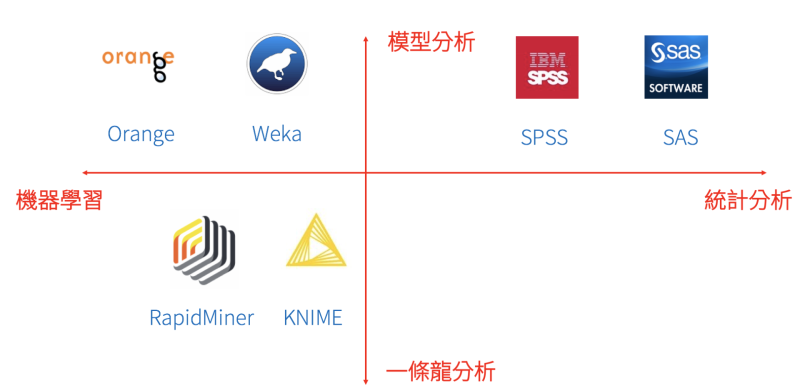 orange
模型分析
IBM
SPSS
sas
SOFTWARE
Orange
Weka
SPSS
SAS
機器學習
統計分析
RapidMiner
KNIME
一條龍分析